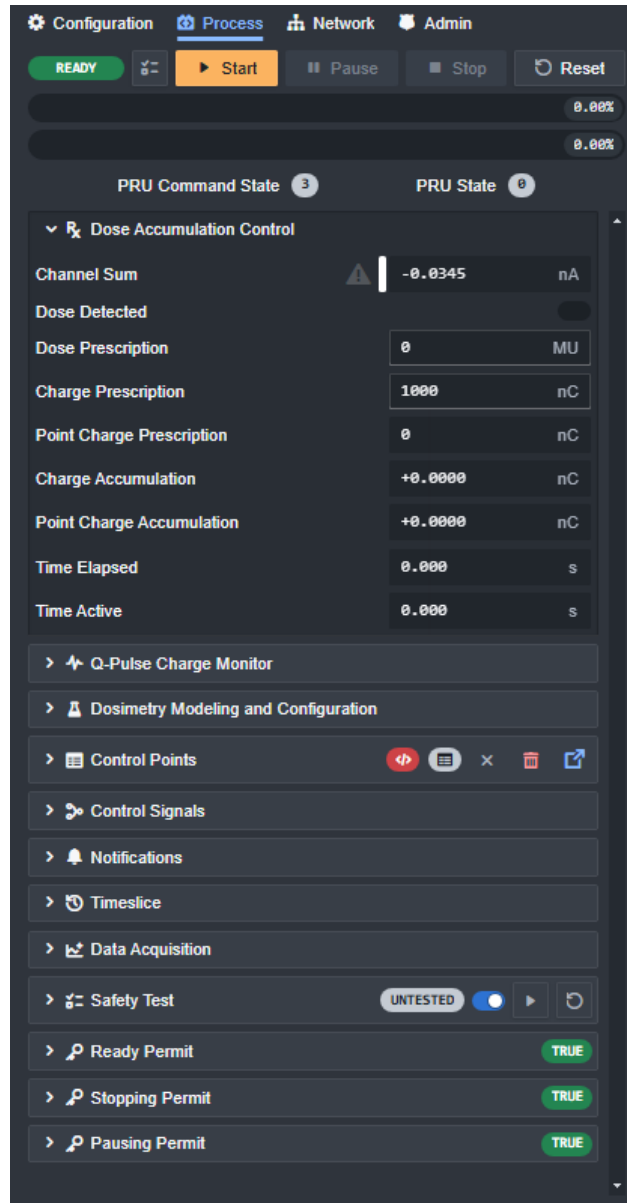 Configuration Process Network Admin
READY Start Pause Stop Reset
0.00%
0.00%
PRU Command State 3 PRU State 0
Rx Dose Accumulation Control
Channel Sum -0.0345 nA
Dose Detected
Dose Prescription 0 MU
Charge Prescription 1000 nC
Point Charge Prescription 0 nC
Charge Accumulation +0.0000 nC
Point Charge Accumulation +0.0000 nC
Time Elapsed 0.000 s
Time Active 0.000 s
Q-Pulse Charge Monitor
Dosimetry Modeling and Configuration
Control Points
Control Signals
Notifications
Timeslice
Data Acquisition
Safety Test UNTESTED
Ready Permit TRUE
Stopping Permit TRUE
Pausing Permit TRUE